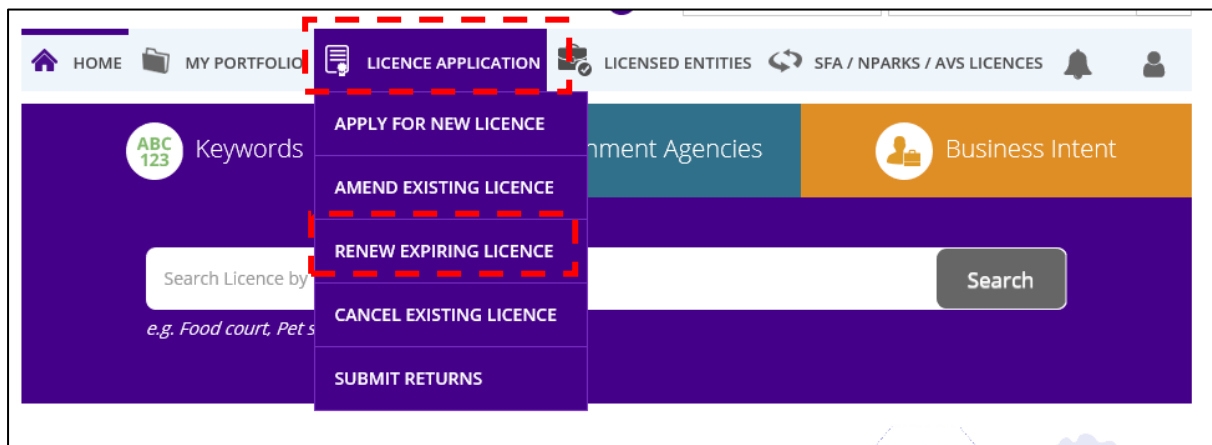 HOME MY PORTFOLIO LICENCE APPLICATION LICENSED ENTITIES SFA / NPARKS / AVS LICENCES
ABC
123
Keywords
nment Agencies
Business Intent
APPLY FOR NEW LICENCE
AMEND EXISTING LICENCE
RENEW EXPIRING LICENCE
CANCEL EXISTING LICENCE
SUBMIT RETURNS
Search Licence by
Search
e.g. Food court, Pet s